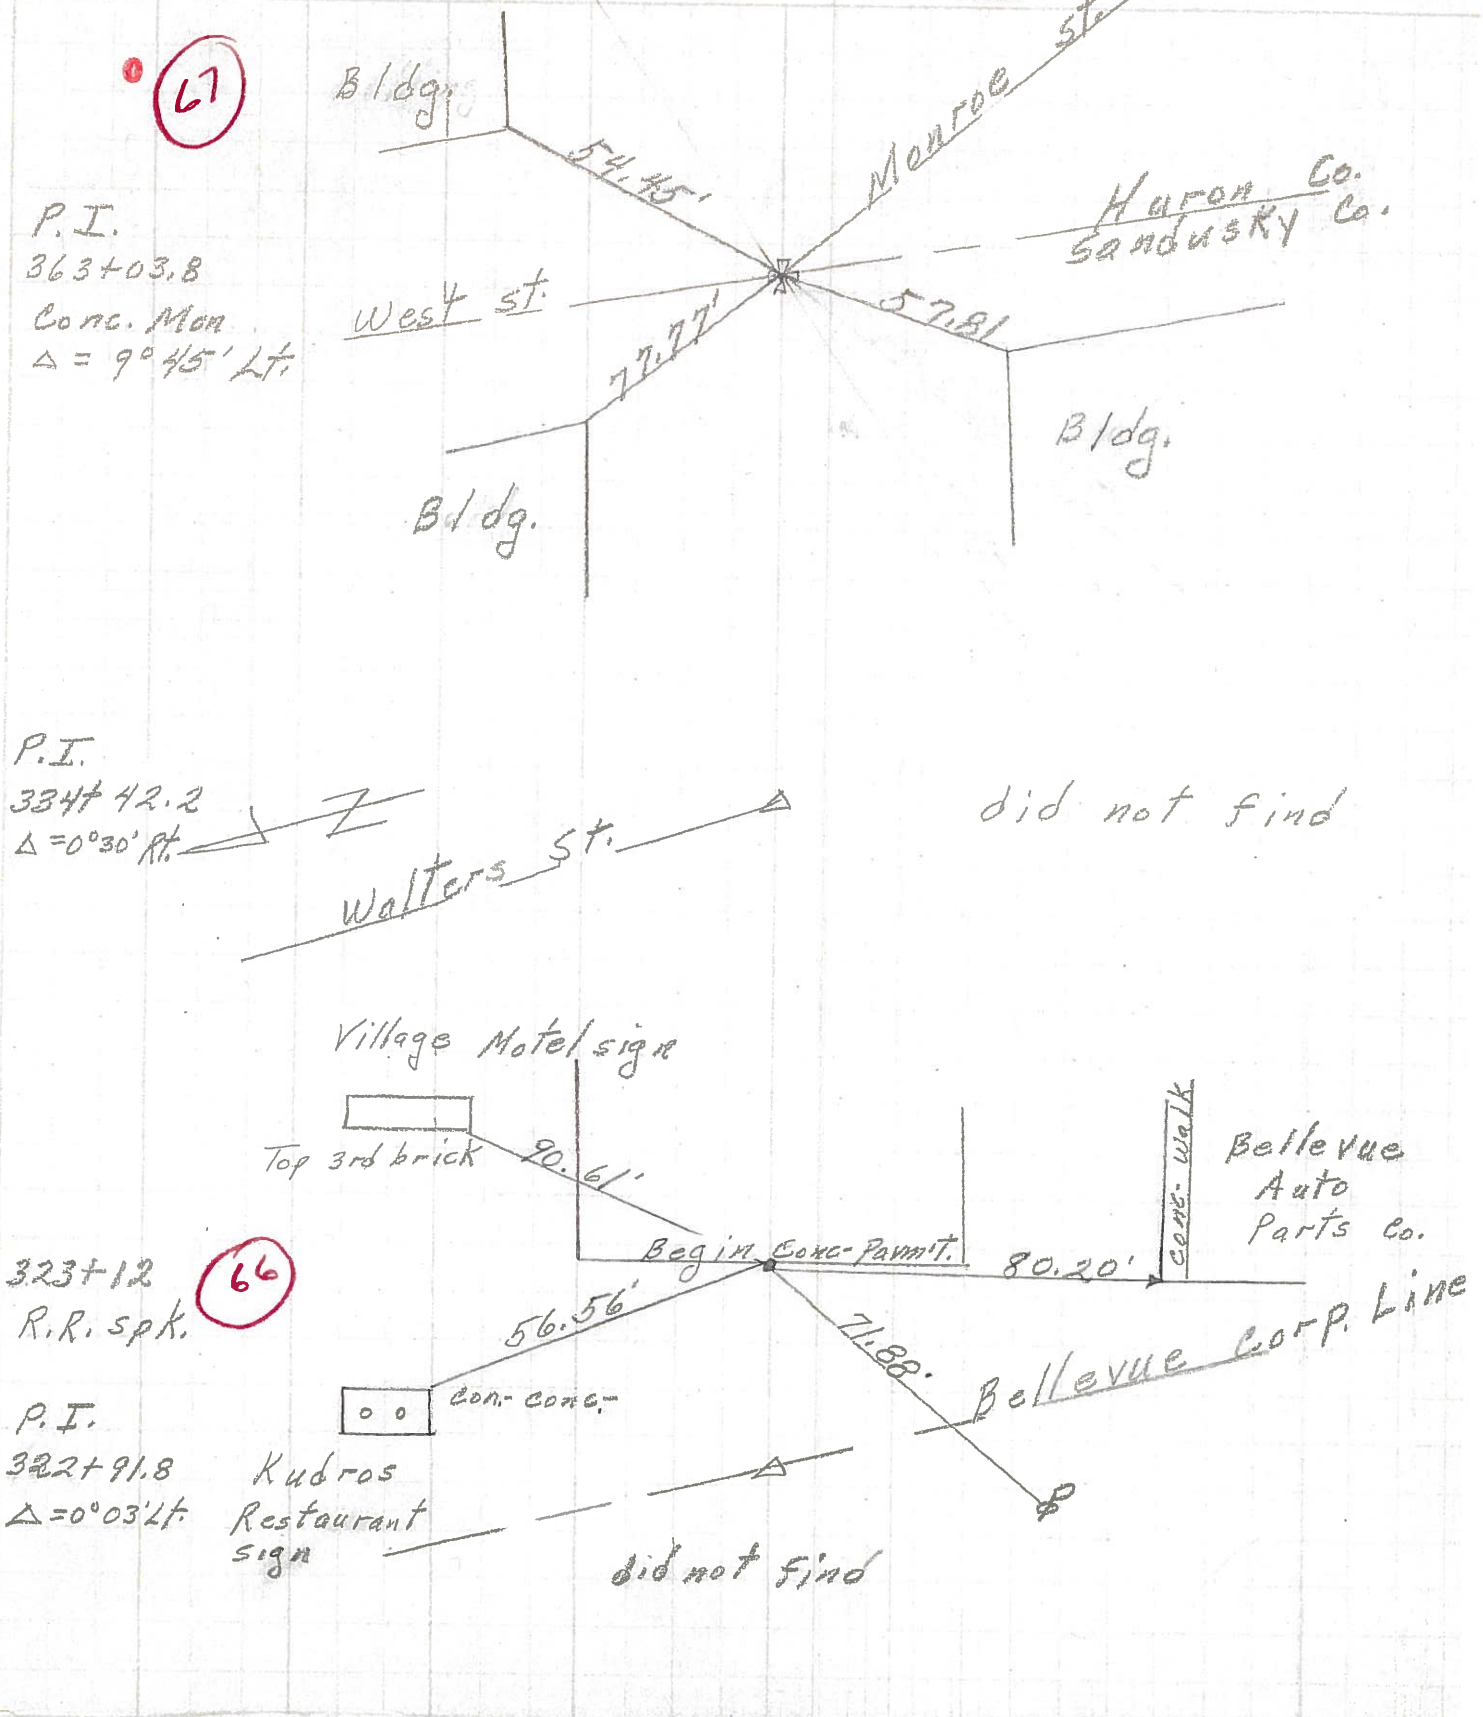 67
Bldg.
54.45'
Monroe St.
Huron Co.
Sandusky Co.
P.I.
363+03.8
Conc. Mon
Δ = 9°45' Lt.
West St.
77.77'
57.81
Bldg.
Bldg.
P.I.
334+42.2
Δ=0°30' Rt.
Z
Walters St.
did not find
Village Motel sign
Top 3rd brick
90.61'
Conc. Walk
Bellevue
Auto
Parts Co.
Begin Conc-Pavm't.
80.20'
323+12
R.R. spk.
66
56.56'
71.88'
Bellevue Corp. Line
con.- conc.-
P.I.
322+91.8
Δ=0°03' Lt.
Kudros
Restaurant
sign
P
did not find